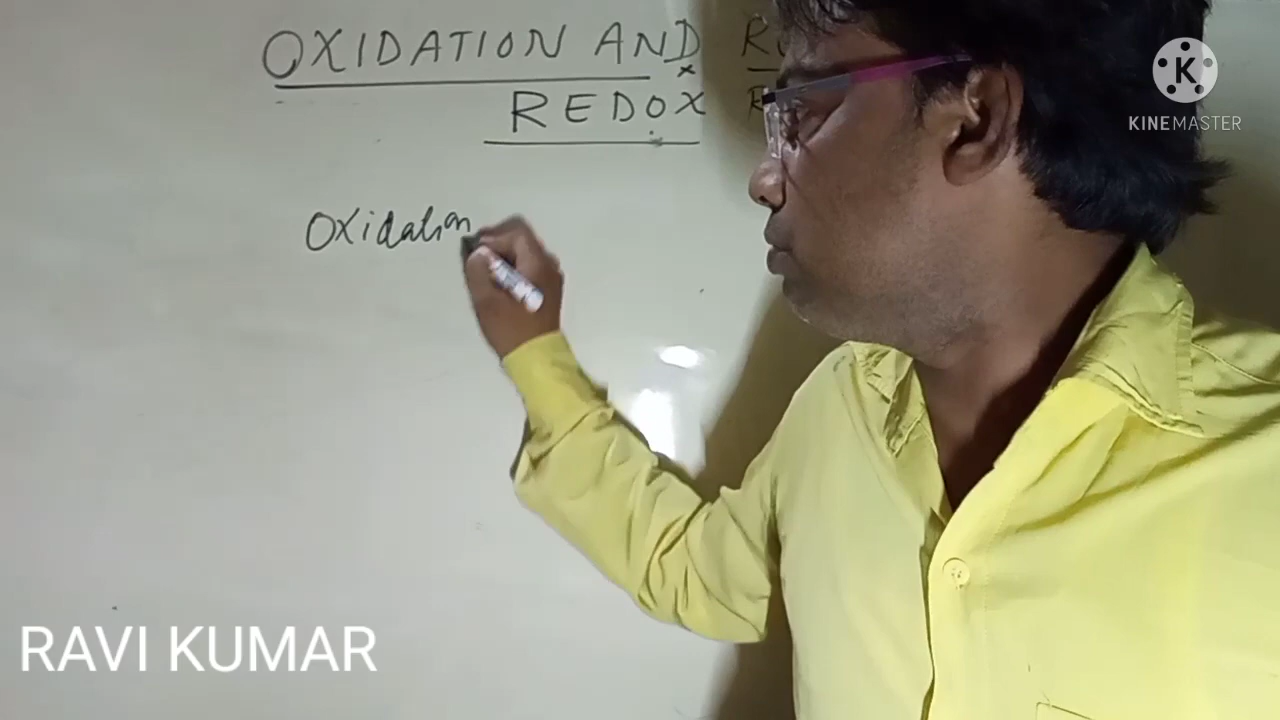 OXIDATION AND R
REDOX R
Oxidation
KINEMASTER
RAVI KUMAR